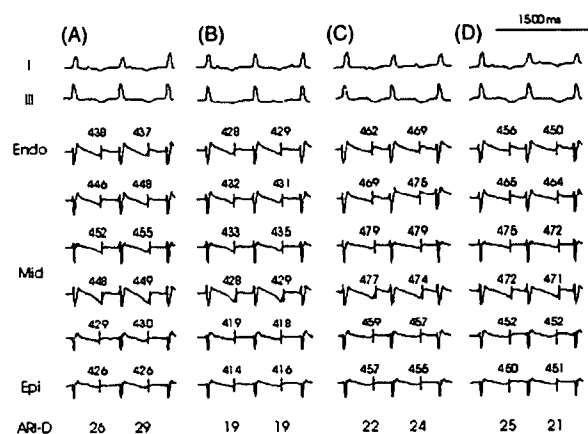 (A) (B) (C) (D) 1500 ms
I
III
438 437 428 429 462 469 456 450
Endo
446 448 432 431 469 475 465 464
452 455 433 435 479 479 475 472
Mid
448 449 428 429 477 474 472 471
429 430 419 418 459 457 452 452
426 426 414 416 457 455 460 451
Epi
ARI-D 26 29 19 19 22 24 25 21